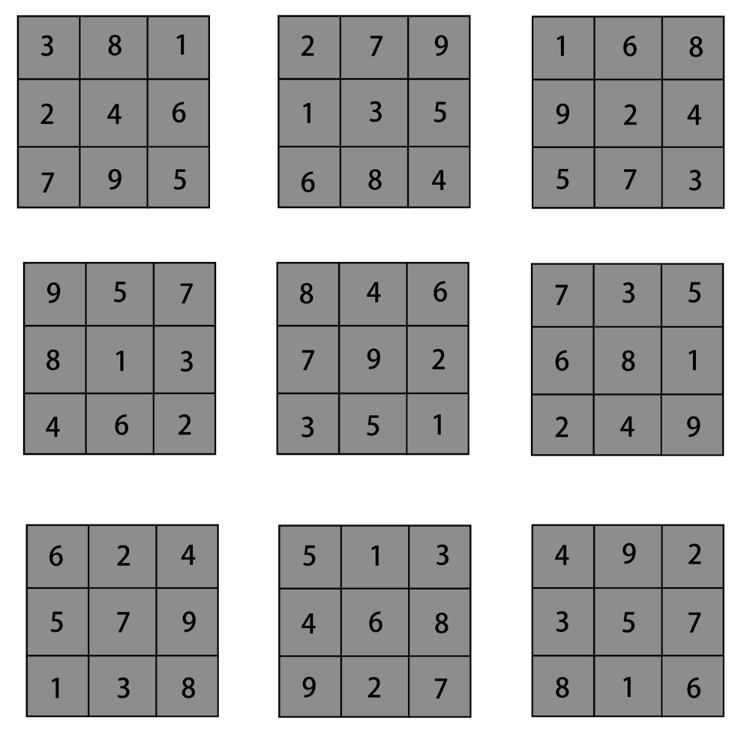 3 8 1 2 7 9 1 6 8
2 4 6 1 3 5 9 2 4
7 9 5 6 8 4 5 7 3
9 5 7 8 4 6 7 3 5
8 1 3 7 9 2 6 8 1
4 6 2 3 5 1 2 4 9
6 2 4 5 1 3 4 9 2
5 7 9 4 6 8 3 5 7
1 3 8 9 2 7 8 1 6